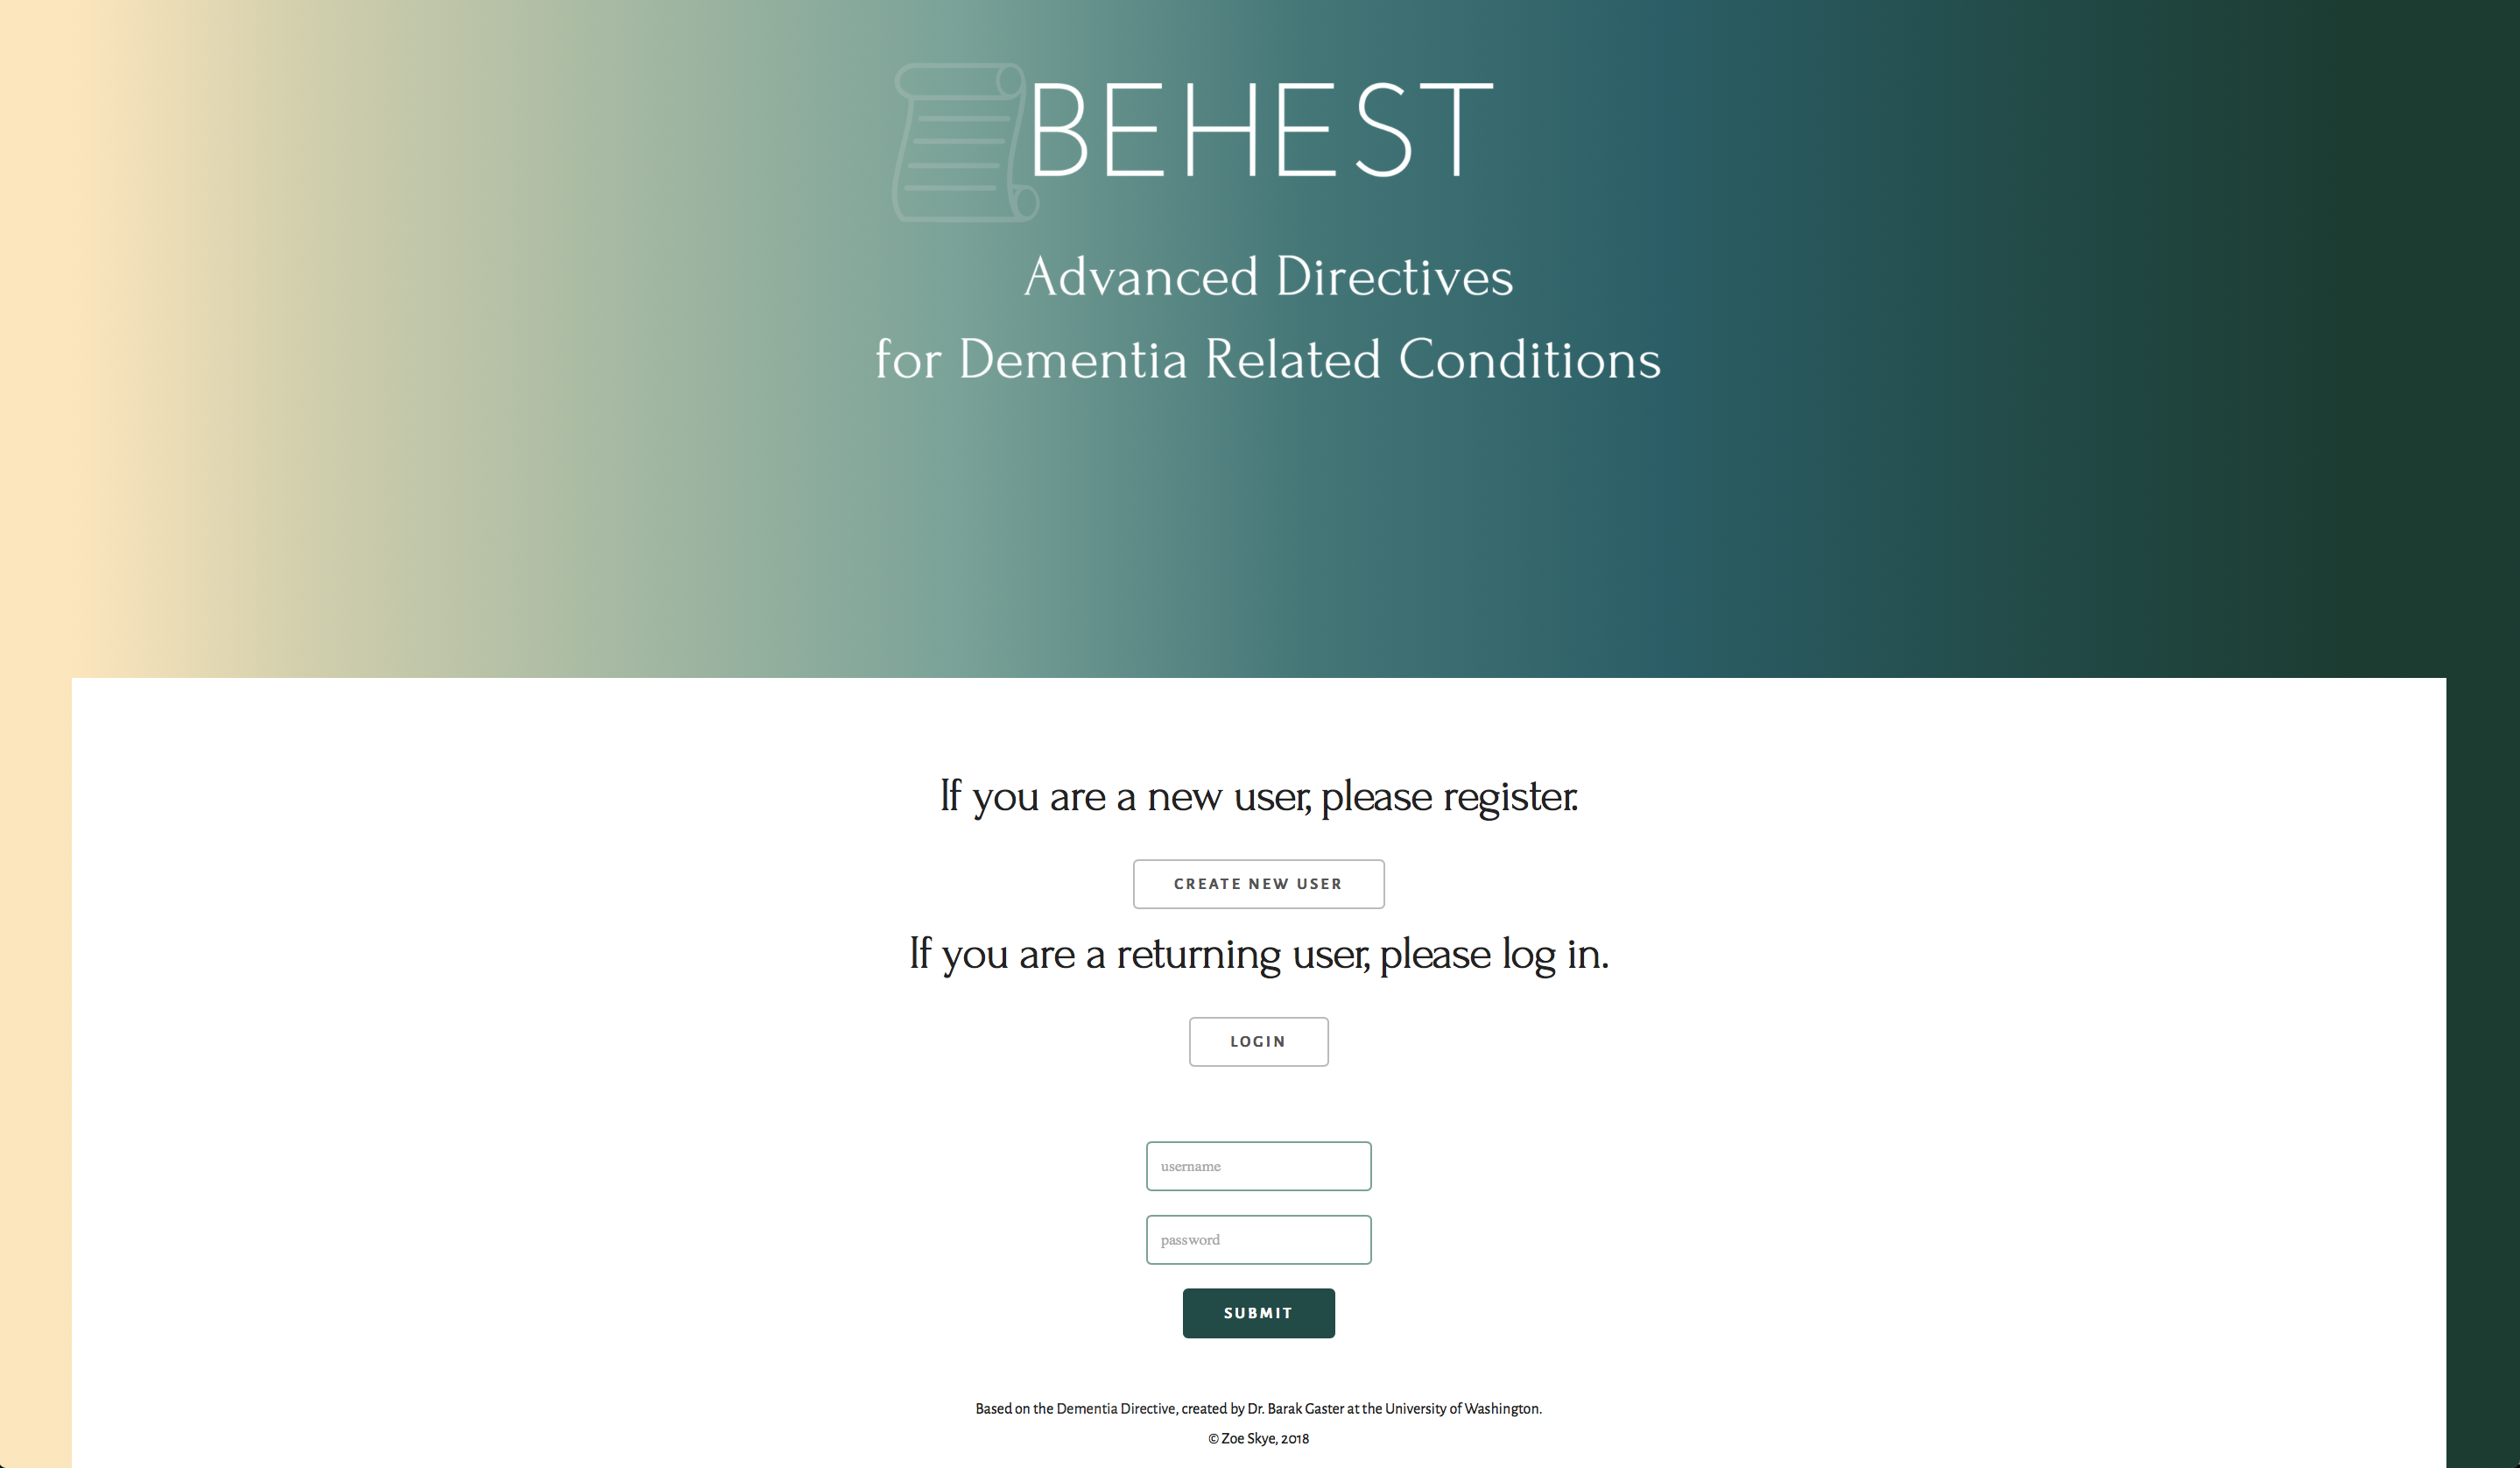 BEHEST
Advanced Directives
for Dementia Related Conditions
If you are a new user, please register.
CREATE NEW USER
If you are a returning user, please log in.
LOGIN
username
password
SUBMIT
Based on the Dementia Directive, created by Dr. Barak Gaster at the University of Washington.
© Zoe Skye, 2018